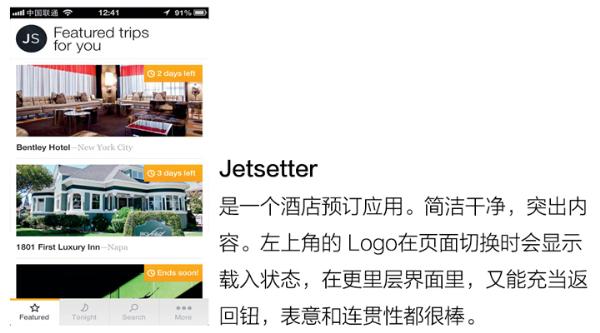 中国联通 12:41 91%
JS
Featured trips
for you
2 days left
Bentley Hotel—New York City
3 days left
1801 First Luxury Inn—Napa
Ends soon!
Featured Tonight Search More
Jetsetter
是一个酒店预订应用。简洁干净，突出内
容。左上角的 Logo在页面切换时会显示
载入状态，在更里层界面里，又能充当返
回钮，表意和连贯性都很棒。